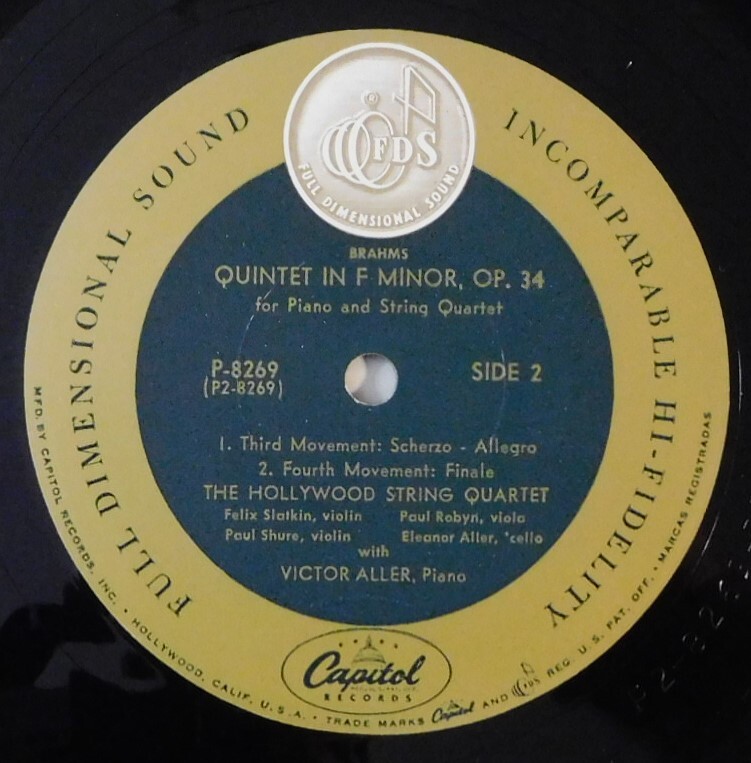 FULL DIMENSIONAL SOUND
INCOMPARABLE HI-FIDELITY
®
FDS
FULL DIMENSIONAL SOUND
BRAHMS
QUINTET IN F MINOR, OP. 34
for Piano and String Quartet
P-8269
(P2-8269)
SIDE 2
1. Third Movement: Scherzo - Allegro
2. Fourth Movement: Finale
THE HOLLYWOOD STRING QUARTET
Felix Slatkin, violin Paul Robyn, viola
Paul Shure, violin Eleanor Aller, 'cello
with
VICTOR ALLER, Piano
Capitol
RECORDS
MFD. BY CAPITOL RECORDS, INC. • HOLLYWOOD, CALIF. U.S.A. • TRADE MARKS Capitol AND FDS REG. U.S. PAT. OFF. • MARCAS REGISTRADAS